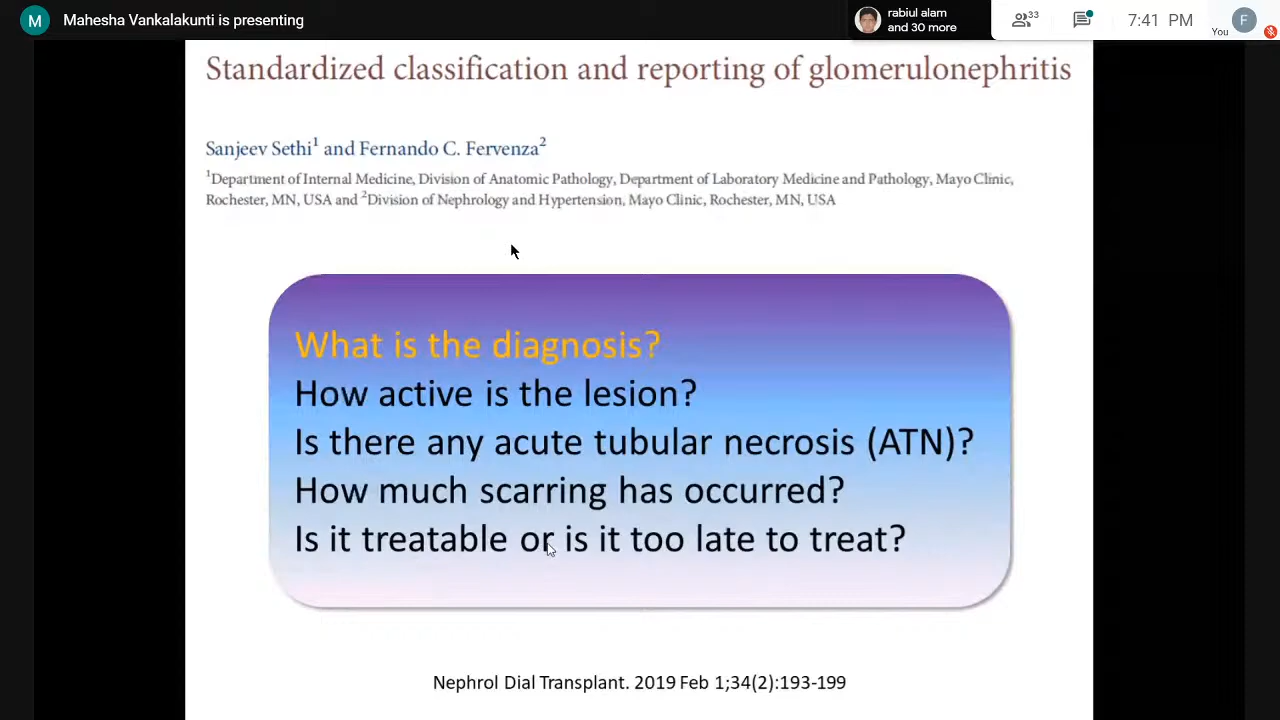 M Mahesha Vankalakunti is presenting
rabiul alam
and 30 more
33
7:41 PM
You
F
Standardized classification and reporting of glomerulonephritis
Sanjeev Sethi1 and Fernando C. Fervenza2
1Department of Internal Medicine, Division of Anatomic Pathology, Department of Laboratory Medicine and Pathology, Mayo Clinic,
Rochester, MN, USA and 2Division of Nephrology and Hypertension, Mayo Clinic, Rochester, MN, USA
What is the diagnosis?
How active is the lesion?
Is there any acute tubular necrosis (ATN)?
How much scarring has occurred?
Is it treatable or is it too late to treat?
Nephrol Dial Transplant. 2019 Feb 1;34(2):193-199